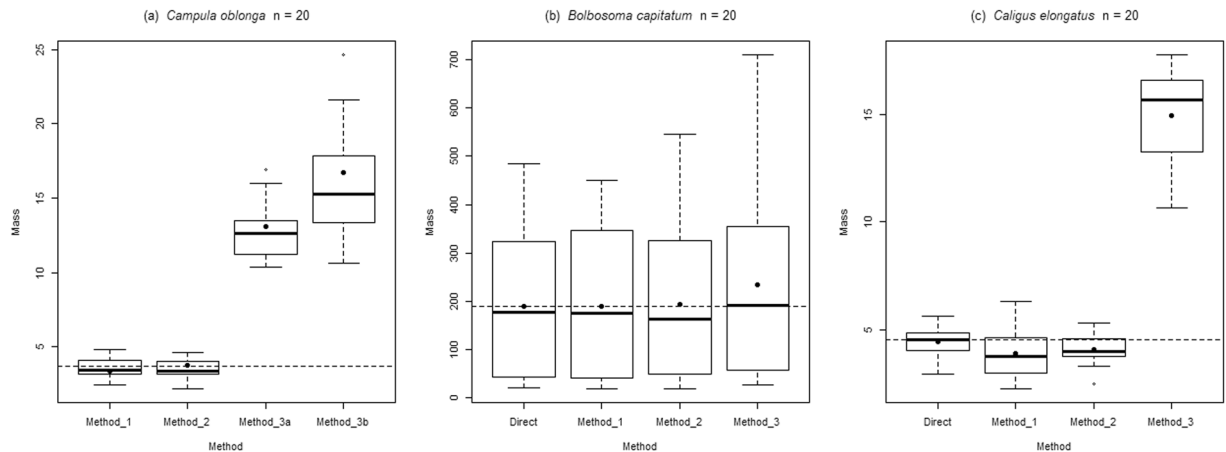 (a) Campula oblonga n = 20
25
20
15
10
5
Mass
Method_1 Method_2 Method_3a Method_3b
Method
(b) Bolbosoma capitatum n = 20
700
600
500
400
300
200
100
0
Mass
Direct Method_1 Method_2 Method_3
Method
(c) Caligus elongatus n = 20
15
10
5
Mass
Direct Method_1 Method_2 Method_3
Method